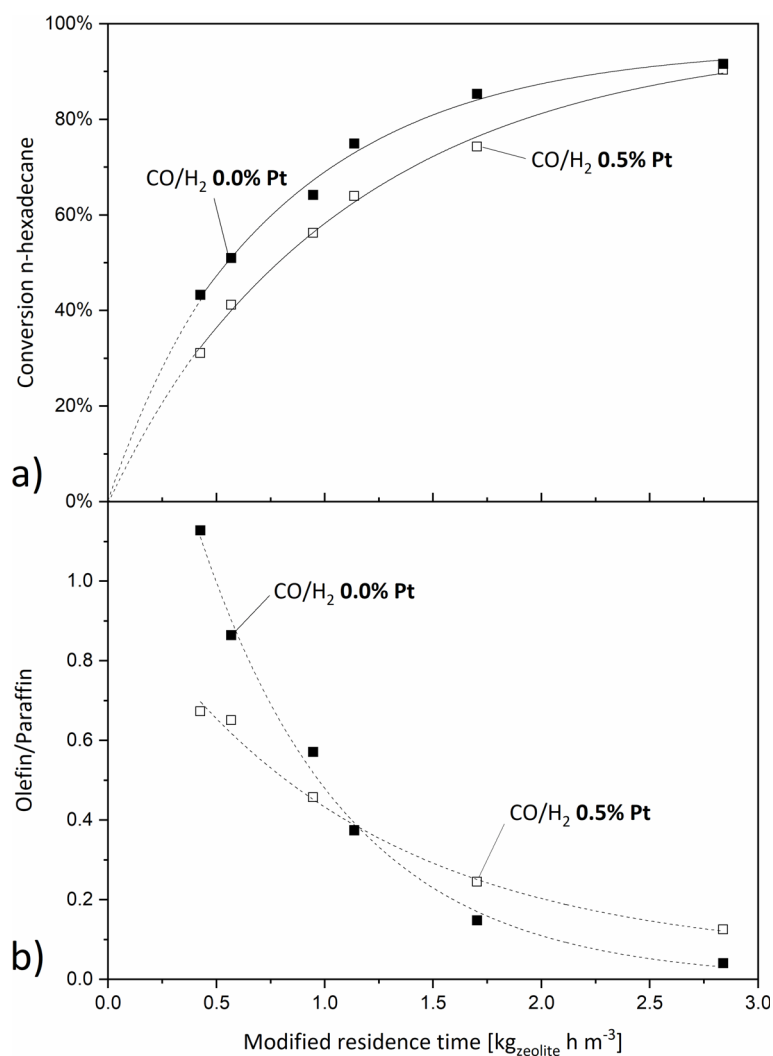 100%
80%
60%
40%
20%
0%
Conversion n-hexadecane
CO/H₂ 0.0% Pt
CO/H₂ 0.5% Pt
a)
1.0
0.8
0.6
0.4
0.2
0.0
Olefin/Paraffin
CO/H₂ 0.0% Pt
CO/H₂ 0.5% Pt
b)
0.0 0.5 1.0 1.5 2.0 2.5 3.0
Modified residence time [kg_zeolite h m⁻³]